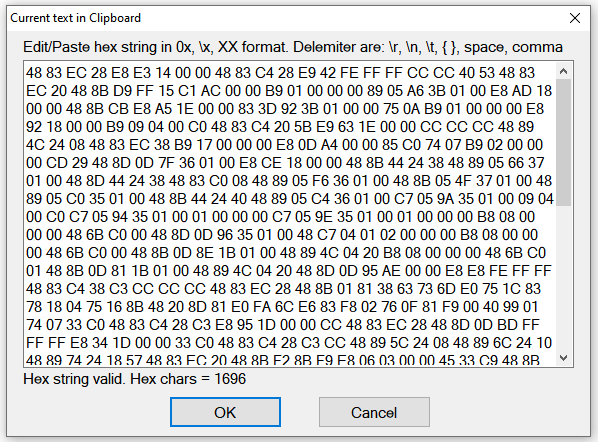 Current text in Clipboard
Edit/Paste hex string in 0x, \x, XX format. Delemiter are: \r, \n, \t, { }, space, comma
48 83 EC 28 E8 E3 14 00 00 48 83 C4 28 E9 42 FE FF FF CC CC 40 53 48 83
EC 20 48 8B D9 FF 15 C1 AC 00 00 B9 01 00 00 00 89 05 A6 3B 01 00 E8 AD 18
00 00 48 8B CB E8 A5 1E 00 00 83 3D 92 3B 01 00 00 75 0A B9 01 00 00 00 E8
92 18 00 00 B9 09 04 00 C0 48 83 C4 20 5B E9 63 1E 00 00 CC CC CC 48 89
4C 24 08 48 83 EC 38 B9 17 00 00 00 E8 0D A4 00 00 85 C0 74 07 B9 02 00 00
00 CD 29 48 8D 0D 7F 36 01 00 E8 CE 18 00 00 48 8B 44 24 38 48 89 05 66 37
01 00 48 8D 44 24 38 48 83 C0 08 48 89 05 F6 36 01 00 48 8B 05 4F 37 01 00 48
89 05 C0 35 01 00 48 8B 44 24 40 48 89 05 C4 36 01 00 C7 05 9A 35 01 00 09 04
00 C0 C7 05 94 35 01 00 01 00 00 00 C7 05 9E 35 01 00 01 00 00 00 B8 08 00
00 00 48 6B C0 00 48 8D 0D 96 35 01 00 48 C7 04 01 02 00 00 00 B8 08 00 00
00 48 6B C0 00 48 8B 0D 8E 1B 01 00 48 89 4C 04 20 B8 08 00 00 00 48 6B C0
01 48 8B 0D 81 1B 01 00 48 89 4C 04 20 48 8D 0D 95 AE 00 00 E8 E8 FE FF FF
48 83 C4 38 C3 CC CC CC 48 83 EC 28 48 8B 01 81 38 63 73 6D E0 75 1C 83
78 18 04 75 16 8B 48 20 8D 81 E0 FA 6C E6 83 F8 02 76 0F 81 F9 00 40 99 01
74 07 33 C0 48 83 C4 28 C3 E8 95 1D 00 00 CC 48 83 EC 28 48 8D 0D BD FF
FF FF E8 34 1D 00 00 33 C0 48 83 C4 28 C3 CC 48 89 5C 24 08 48 89 6C 24 10
48 89 74 24 18 57 48 83 EC 20 48 8B F2 8B F9 E8 06 03 00 00 45 33 C9 48 8B
Hex string valid. Hex chars = 1696
OK Cancel